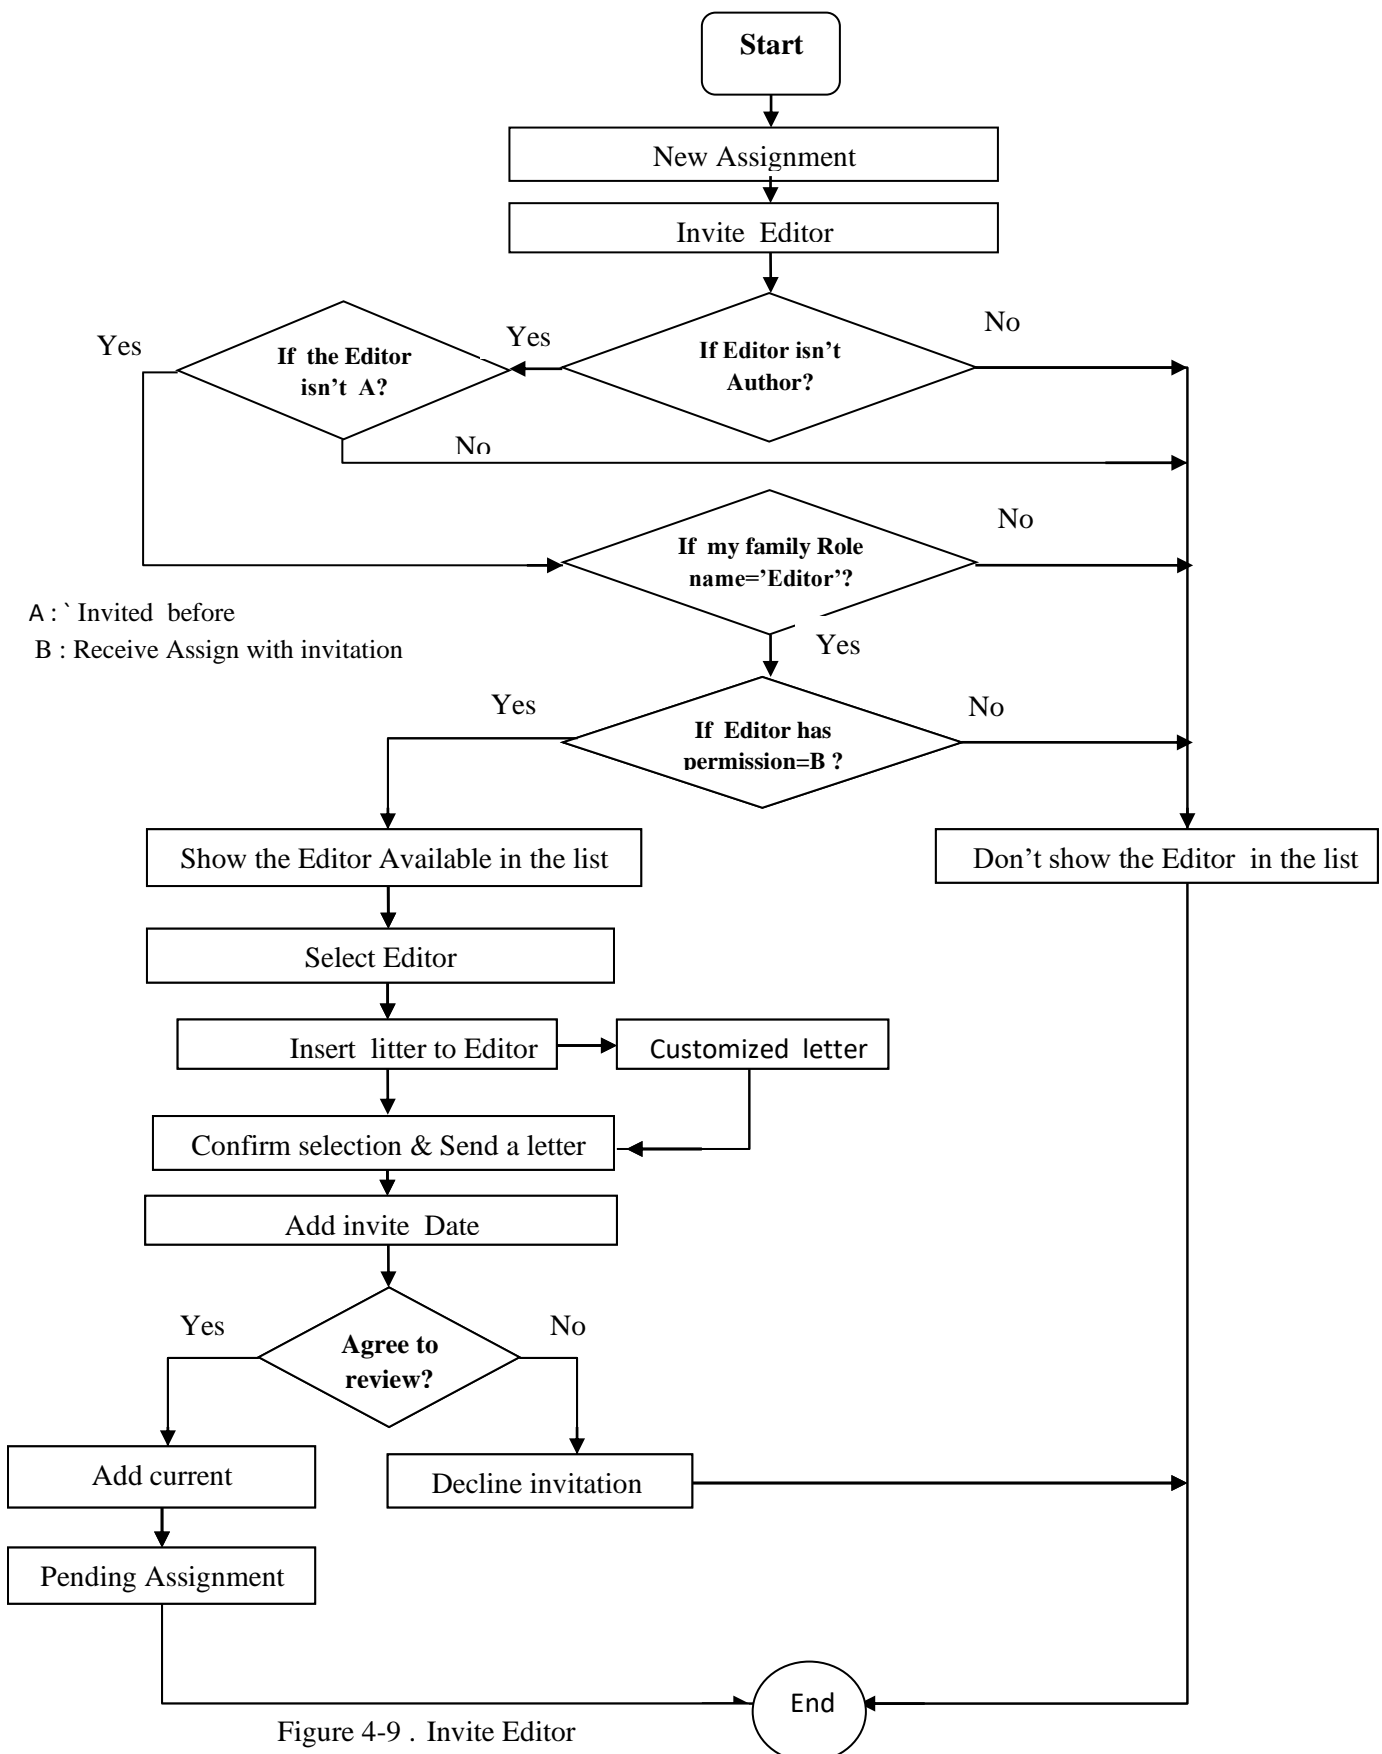 Start
New Assignment
Invite Editor
No
Yes
Yes
If Editor isn’t
Author?
If the Editor
isn’t A?
No
No
If my family Role
name=’Editor’?
A : ` Invited before
B : Receive Assign with invitation
Yes
Yes
No
If Editor has
permission=B ?
Show the Editor Available in the list
Don’t show the Editor in the list
Select Editor
Insert litter to Editor
Customized letter
Confirm selection & Send a letter
Add invite Date
Yes
No
Agree to
review?
Add current
Decline invitation
Pending Assignment
End
Figure 4-9 . Invite Editor